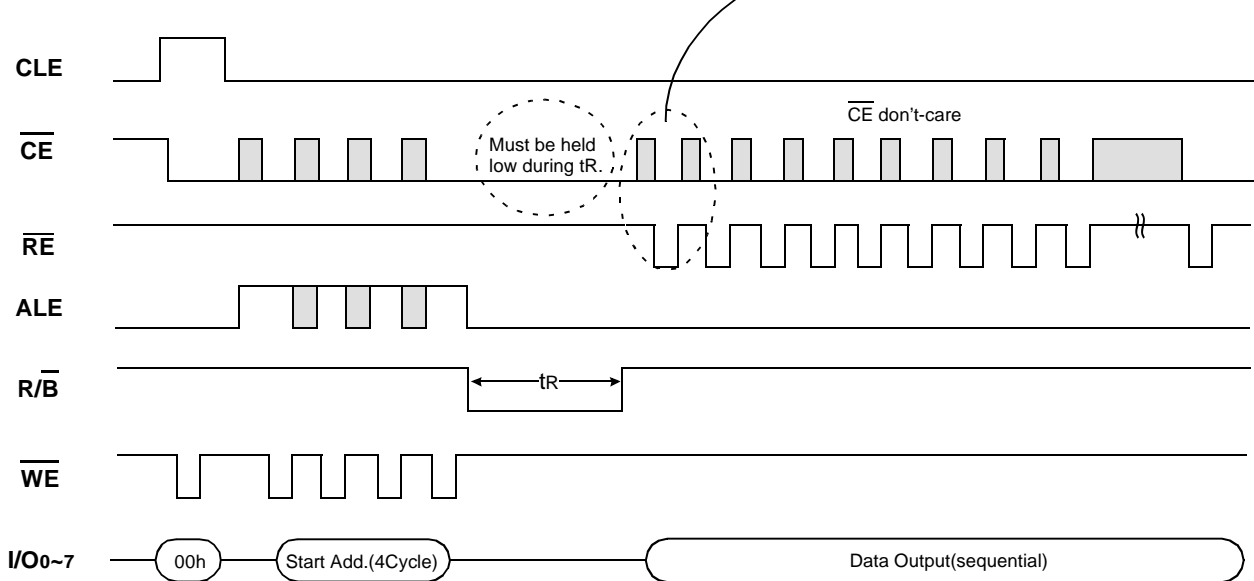 CLE
CE
CE don't-care
Must be held
low during tR.
RE
ALE
R/B
tR
WE
I/O0~7
00h
Start Add.(4Cycle)
Data Output(sequential)